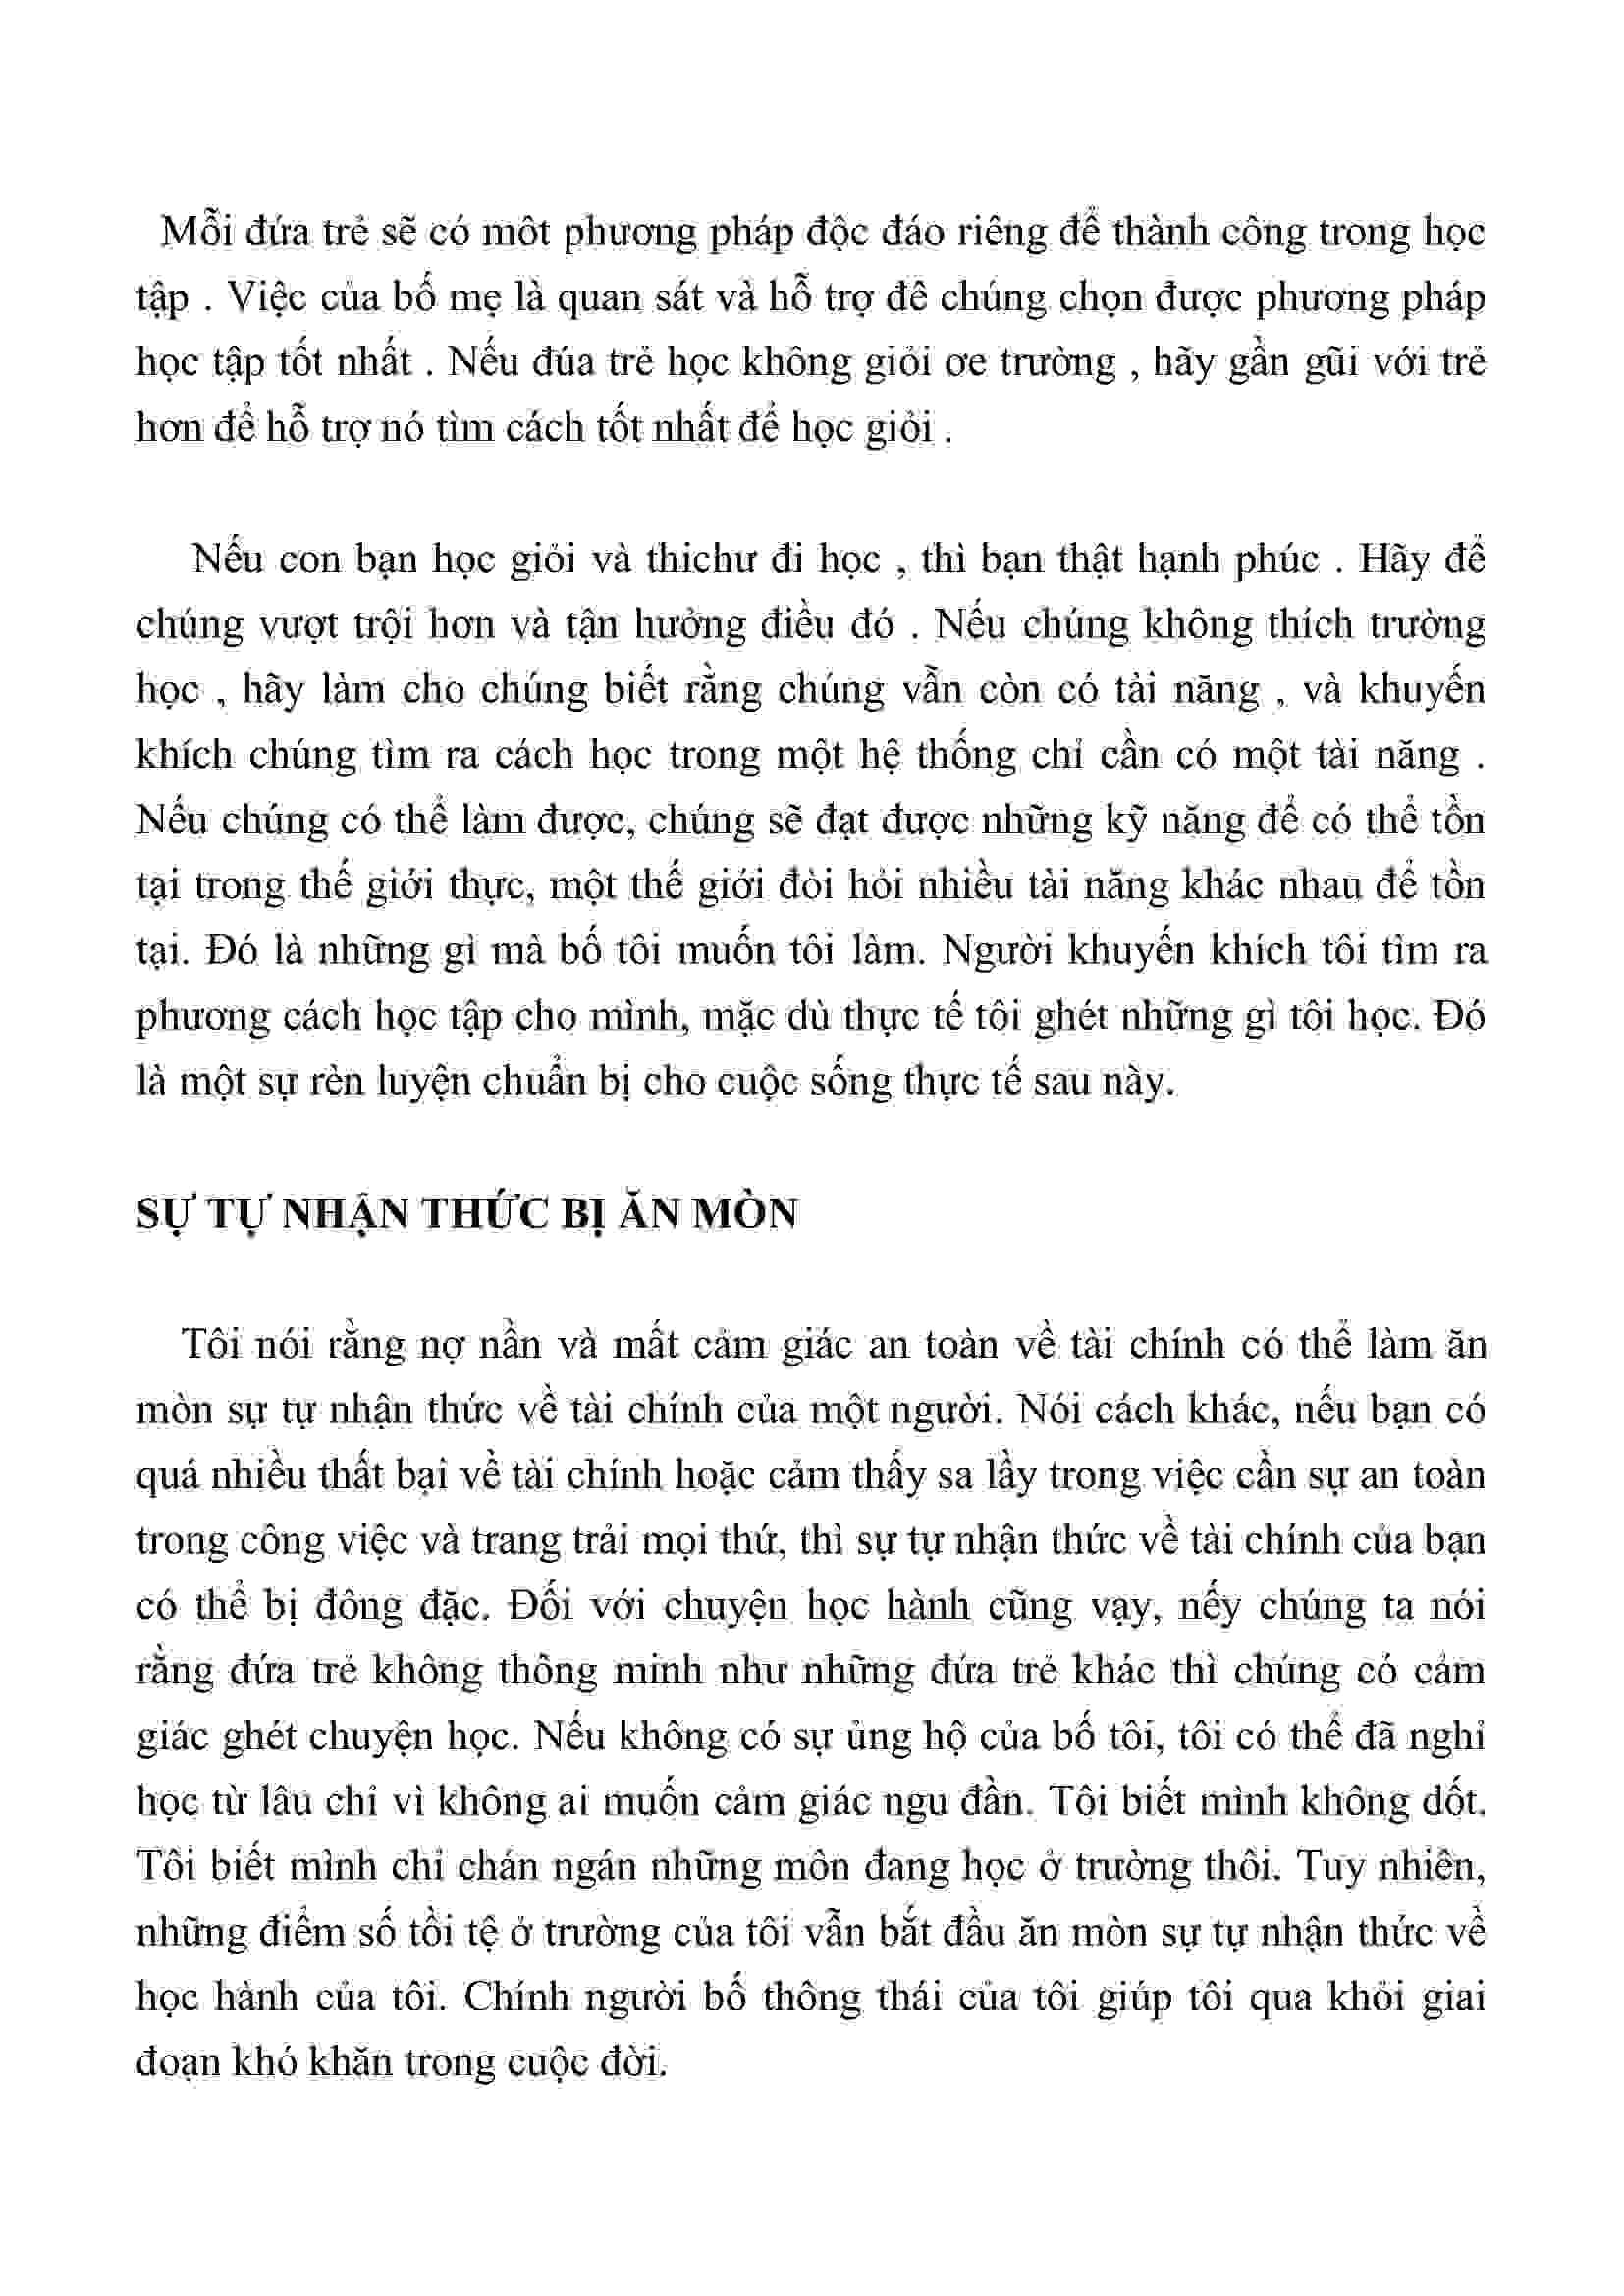 Mỗi đứa trẻ sẽ có môt phương pháp độc đáo riêng để thành công trong học
tập . Việc của bố mẹ là quan sát và hỗ trợ đê chúng chọn được phương pháp
học tập tốt nhất . Nếu đúa trẻ học không giỏi ơe trường , hãy gần gũi với trẻ
hơn để hỗ trợ nó tìm cách tốt nhất để học giỏi .
Nếu con bạn học giỏi và thichư đi học , thì bạn thật hạnh phúc . Hãy để
chúng vượt trội hơn và tận hưởng điều đó . Nếu chúng không thích trường
học , hãy làm cho chúng biết rằng chúng vẫn còn có tài năng , và khuyến
khích chúng tìm ra cách học trong một hệ thống chỉ cần có một tài năng .
Nếu chúng có thể làm được, chúng sẽ đạt được những kỹ năng để có thể tồn
tại trong thế giới thực, một thế giới đòi hỏi nhiều tài năng khác nhau để tồn
tại. Đó là những gì mà bố tôi muốn tôi làm. Người khuyến khích tôi tìm ra
phương cách học tập cho mình, mặc dù thực tế tôi ghét những gì tôi học. Đó
là một sự rèn luyện chuẩn bị cho cuộc sống thực tế sau này.
SỰ TỰ NHẬN THỨC BỊ ĂN MÒN
Tôi nói rằng nợ nần và mất cảm giác an toàn về tài chính có thể làm ăn
mòn sự tự nhận thức về tài chính của một người. Nói cách khác, nếu bạn có
quá nhiều thất bại về tài chính hoặc cảm thấy sa lầy trong việc cần sự an toàn
trong công việc và trang trải mọi thứ, thì sự tự nhận thức về tài chính của bạn
có thể bị đông đặc. Đối với chuyện học hành cũng vạy, nếy chúng ta nói
rằng đứa trẻ không thông minh như những đứa trẻ khác thì chúng có cảm
giác ghét chuyện học. Nếu không có sự ủng hộ của bố tôi, tôi có thể đã nghỉ
học từ lâu chỉ vì không ai muốn cảm giác ngu đần. Tôi biết mình không dốt.
Tôi biết mình chỉ chán ngán những môn đang học ở trường thôi. Tuy nhiên,
những điểm số tồi tệ ở trường của tôi vẫn bắt đầu ăn mòn sự tự nhận thức về
học hành của tôi. Chính người bố thông thái của tôi giúp tôi qua khỏi giai
đoạn khó khăn trong cuộc đời.